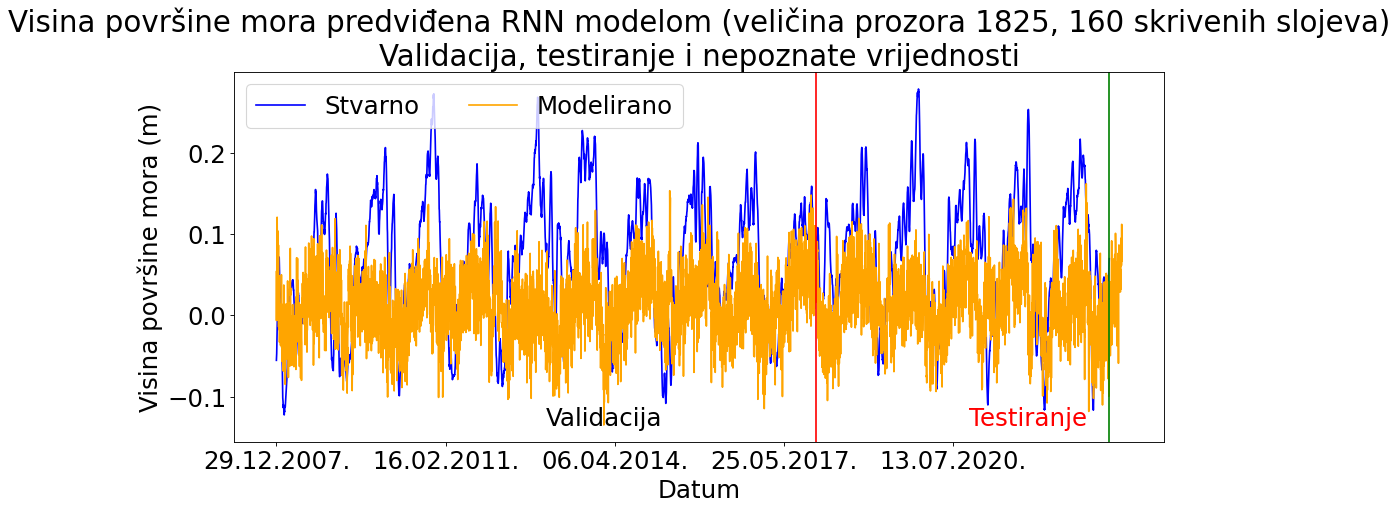 Visina površine mora predviđena RNN modelom (veličina prozora 1825, 160 skrivenih slojeva)
Validacija, testiranje i nepoznate vrijednosti
Stvarno Modelirano
Visina površine mora (m)
0.2
0.1
0.0
−0.1
Validacija Testiranje
29.12.2007. 16.02.2011. 06.04.2014. 25.05.2017. 13.07.2020.
Datum